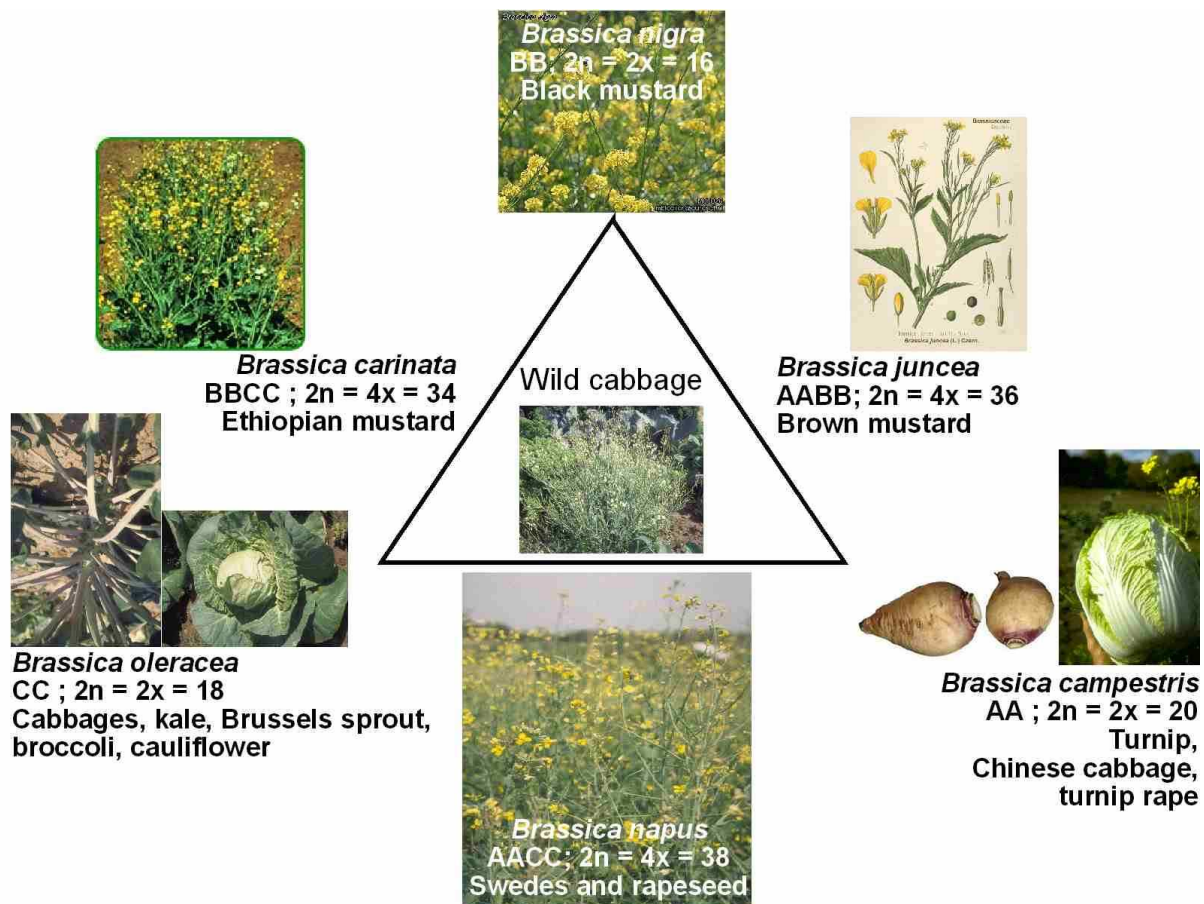 Brassica nigra
BB; 2n = 2x = 16
Black mustard
Brassica carinata
BBCC ; 2n = 4x = 34
Ethiopian mustard
Wild cabbage
Brassica juncea (L.) Czern.
Brassica juncea
AABB; 2n = 4x = 36
Brown mustard
Brassica oleracea
CC ; 2n = 2x = 18
Cabbages, kale, Brussels sprout,
broccoli, cauliflower
Brassica campestris
AA ; 2n = 2x = 20
Turnip,
Chinese cabbage,
turnip rape
Brassica napus
AACC; 2n = 4x = 38
Swedes and rapeseed